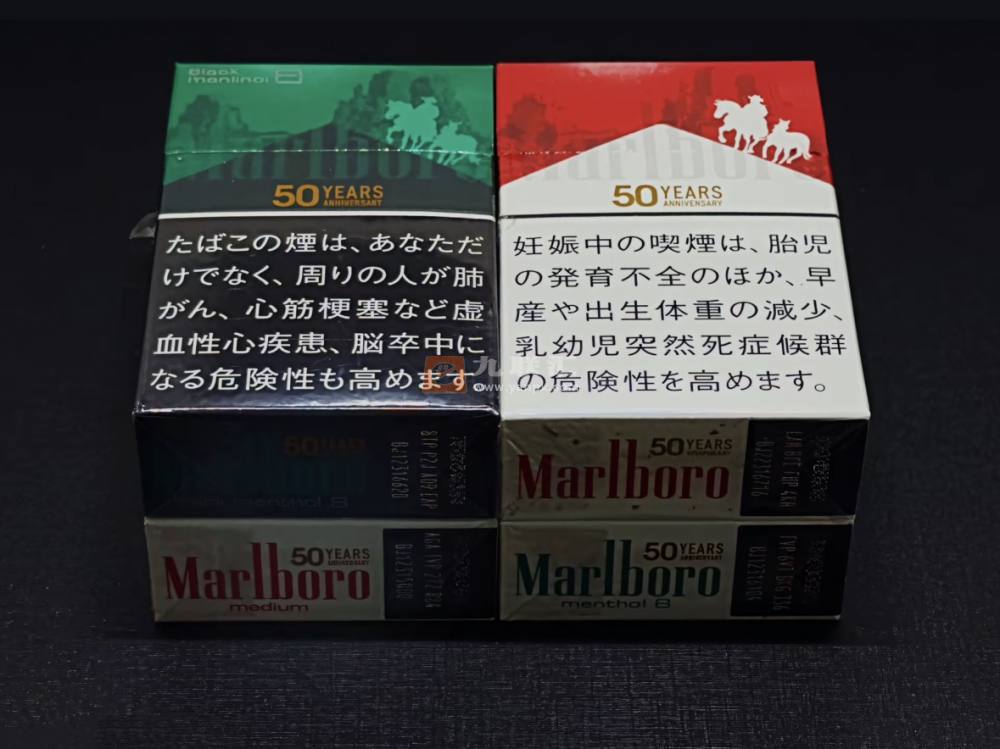 Black
menthol 8
50 YEARS
ANNIVERSARY
たばこの煙は、あなただ
けでなく、周りの人が肺
がん、心筋梗塞など虚
血性心疾患、脳卒中に
なる危険性も高めます。
50 YEARS
ANNIVERSARY
妊娠中の喫煙は、胎児
の発育不全のほか、早
産や出生体重の減少、
乳幼児突然死症候群
の危険性を高めます。
50 YEARS
black menthol 8
50 YEARS
ANNIVERSARY
Marlboro
50 YEARS
ANNIVERSARY
Marlboro
medium
50 YEARS
ANNIVERSARY
Marlboro
menthol 8